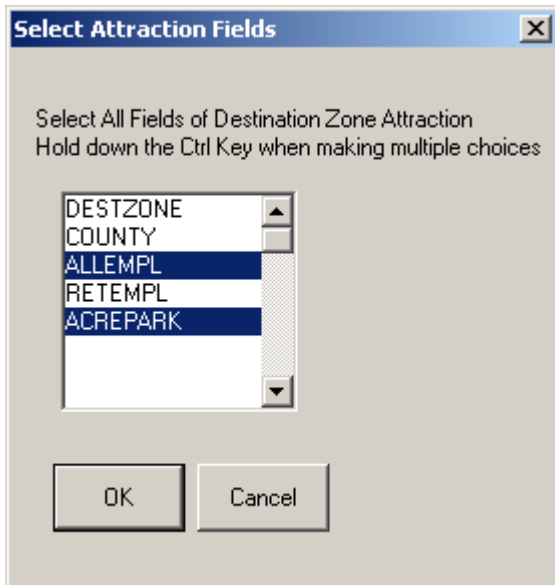 Select Attraction Fields
Select All Fields of Destination Zone Attraction
Hold down the Ctrl Key when making multiple choices
DESTZONE
COUNTY
ALLEMPL
RETEMPL
ACREPARK
OK
Cancel